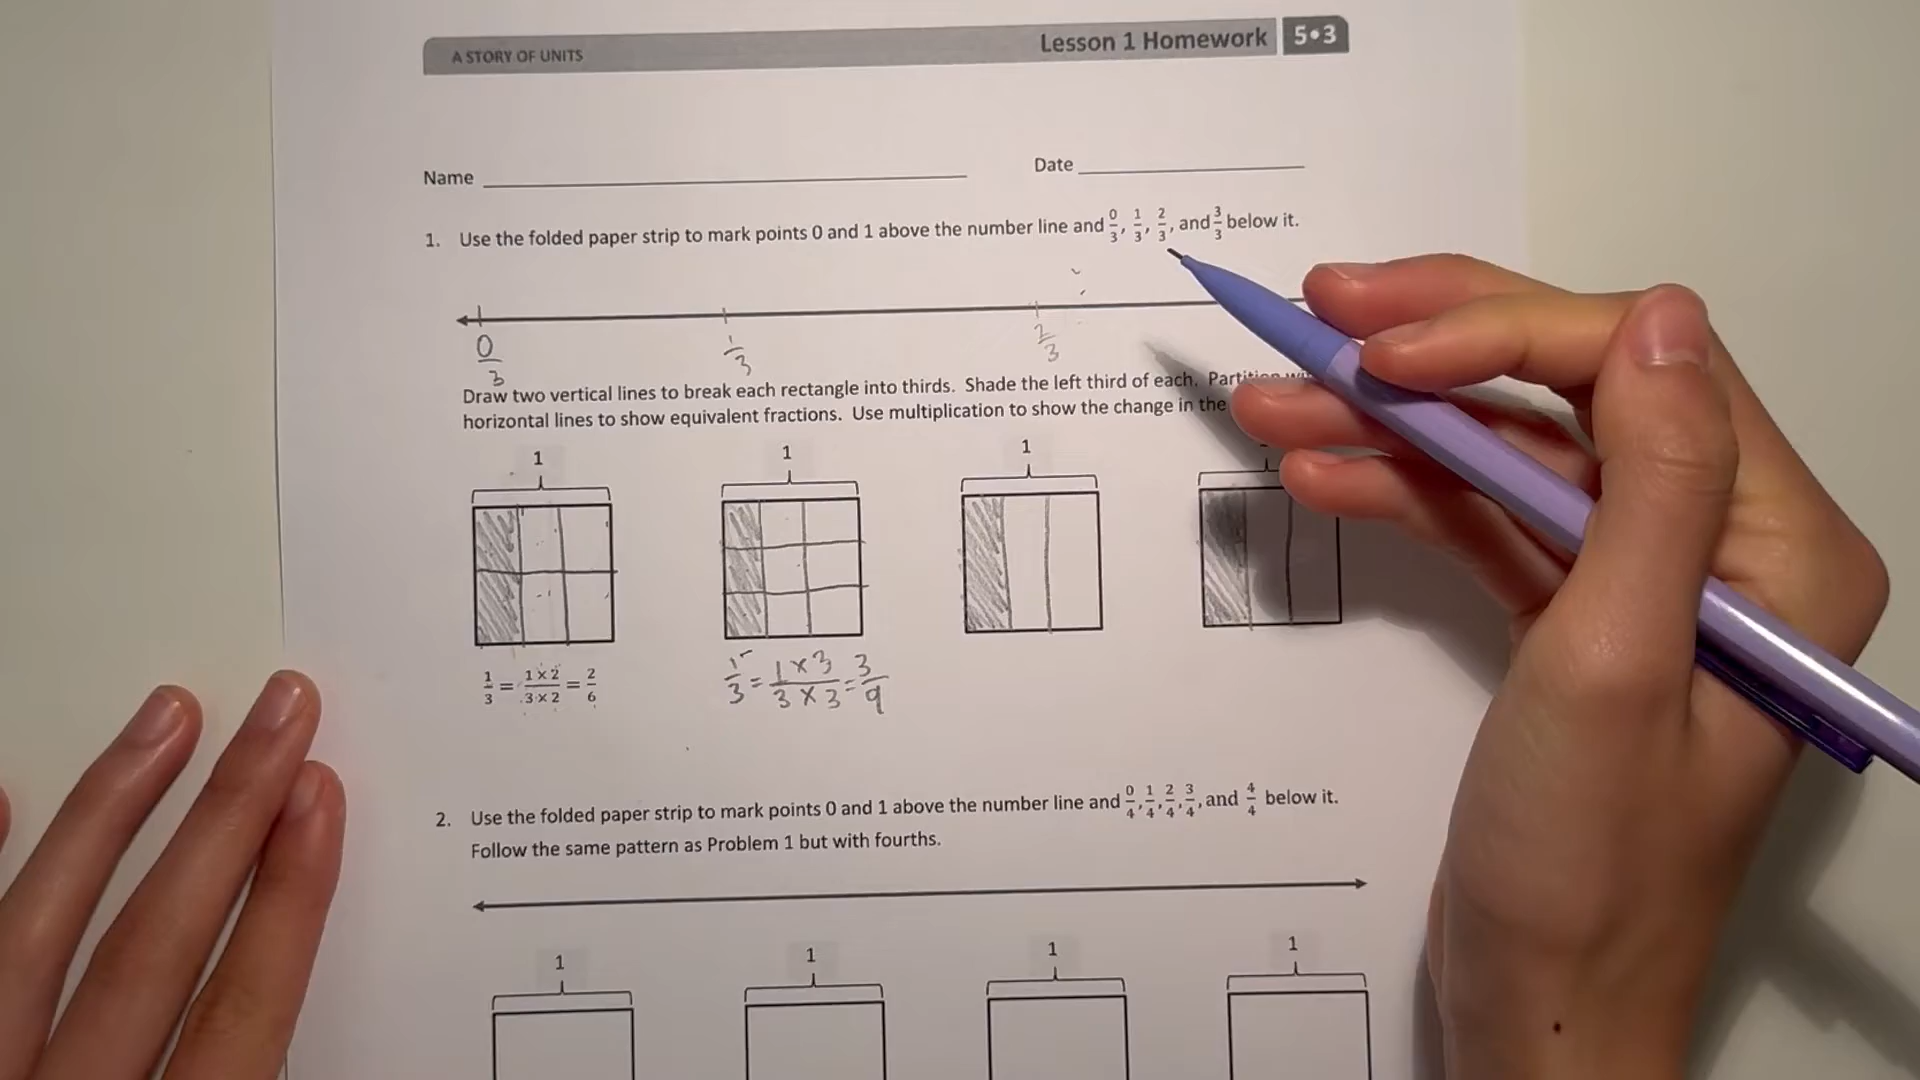 A STORY OF UNITS Lesson 1 Homework 5•3
Name Date
1. Use the folded paper strip to mark points 0 and 1 above the number line and 0/3, 1/3, 2/3, and 3/3 below it.
0/3 1/3 2/3
Draw two vertical lines to break each rectangle into thirds. Shade the left third of each. Partition
horizontal lines to show equivalent fractions. Use multiplication to show the change in the
1 1 1
1/3 = 1 x 2/3 x 2 = 2/6 1/3 = 1 x 3/3 x 3 = 3/9
2. Use the folded paper strip to mark points 0 and 1 above the number line and 0/4, 1/4, 2/4, 3/4, and 4/4 below it.
Follow the same pattern as Problem 1 but with fourths.
1 1 1 1